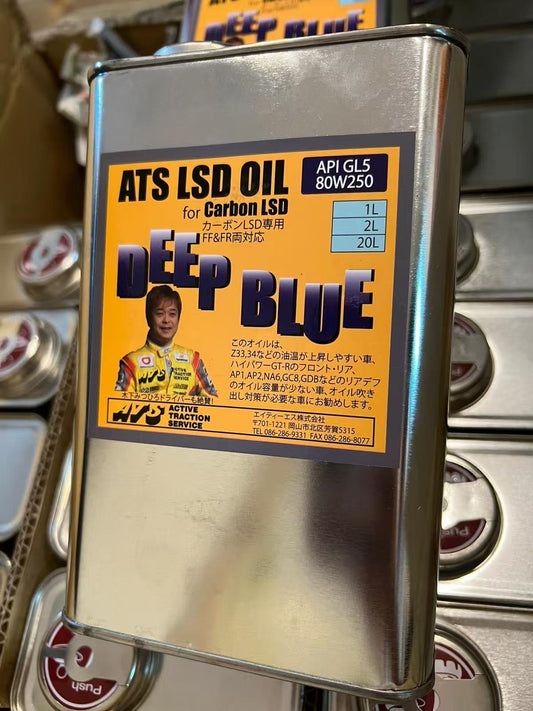 ATS LSD OIL
for Carbon LSD
カーボンLSD専用
FF&FR両対応
API GL5
80W250
1L
2L
20L
DEEP BLUE
このオイルは、
Z33,34などの油温が上昇しやすい車、
ハイパワーGT-Rのフロント・リア、
AP1,AP2,NA6,GC8,GDBなどのリアデフ
のオイル容量が少ない車、オイル吹き
出し対策が必要な車にお勧めします。
木下みつひろドライバーも絶賛!
ATS ACTIVE
TRACTION
SERVICE
エイティーエス株式会社
〒701-1221 岡山市北区芳賀5315
TEL 086-286-9331 FAX 086-286-8077
Push
Push